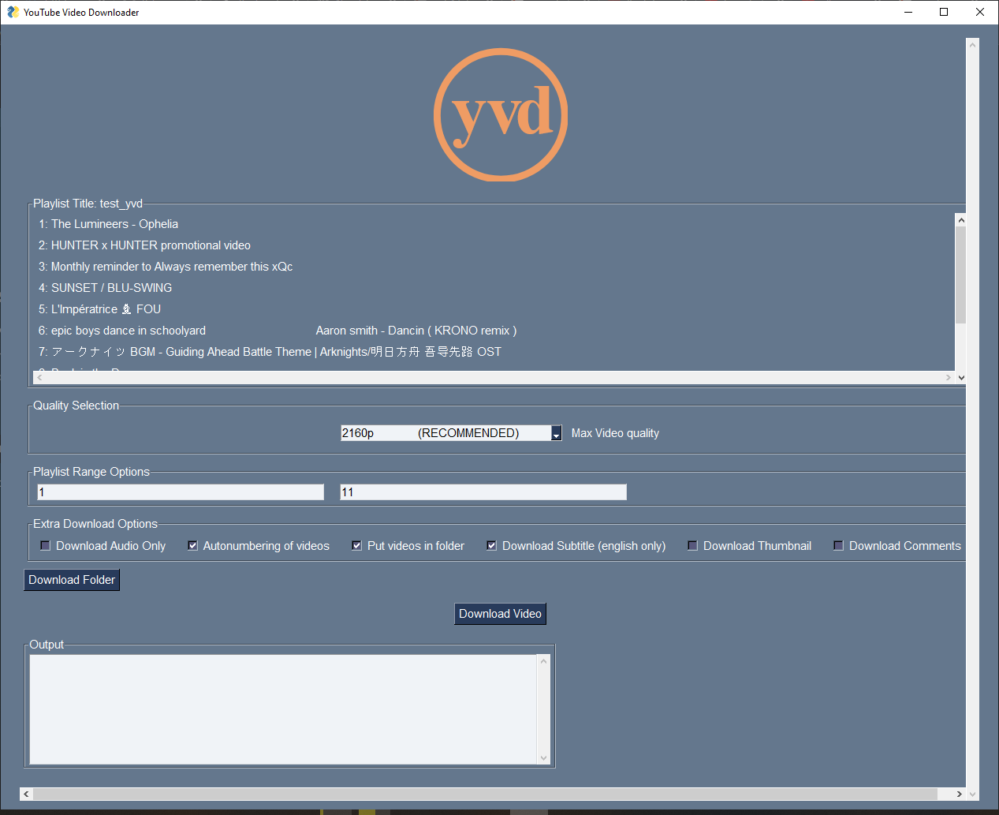 YouTube Video Downloader
yvd
Playlist Title: test_yvd
1: The Lumineers - Ophelia
2: HUNTER x HUNTER promotional video
3: Monthly reminder to Always remember this xQc
4: SUNSET / BLU-SWING
5: L'Impératrice FOU
6: epic boys dance in schoolyard Aaron smith - Dancin ( KRONO remix )
7: アークナイツ BGM - Guiding Ahead Battle Theme | Arknights/明日方舟 吾导先路 OST
Quality Selection
2160p (RECOMMENDED) Max Video quality
Playlist Range Options
1 11
Extra Download Options
Download Audio Only Autonumbering of videos Put videos in folder Download Subtitle (english only) Download Thumbnail Download Comments
Download Folder
Download Video
Output